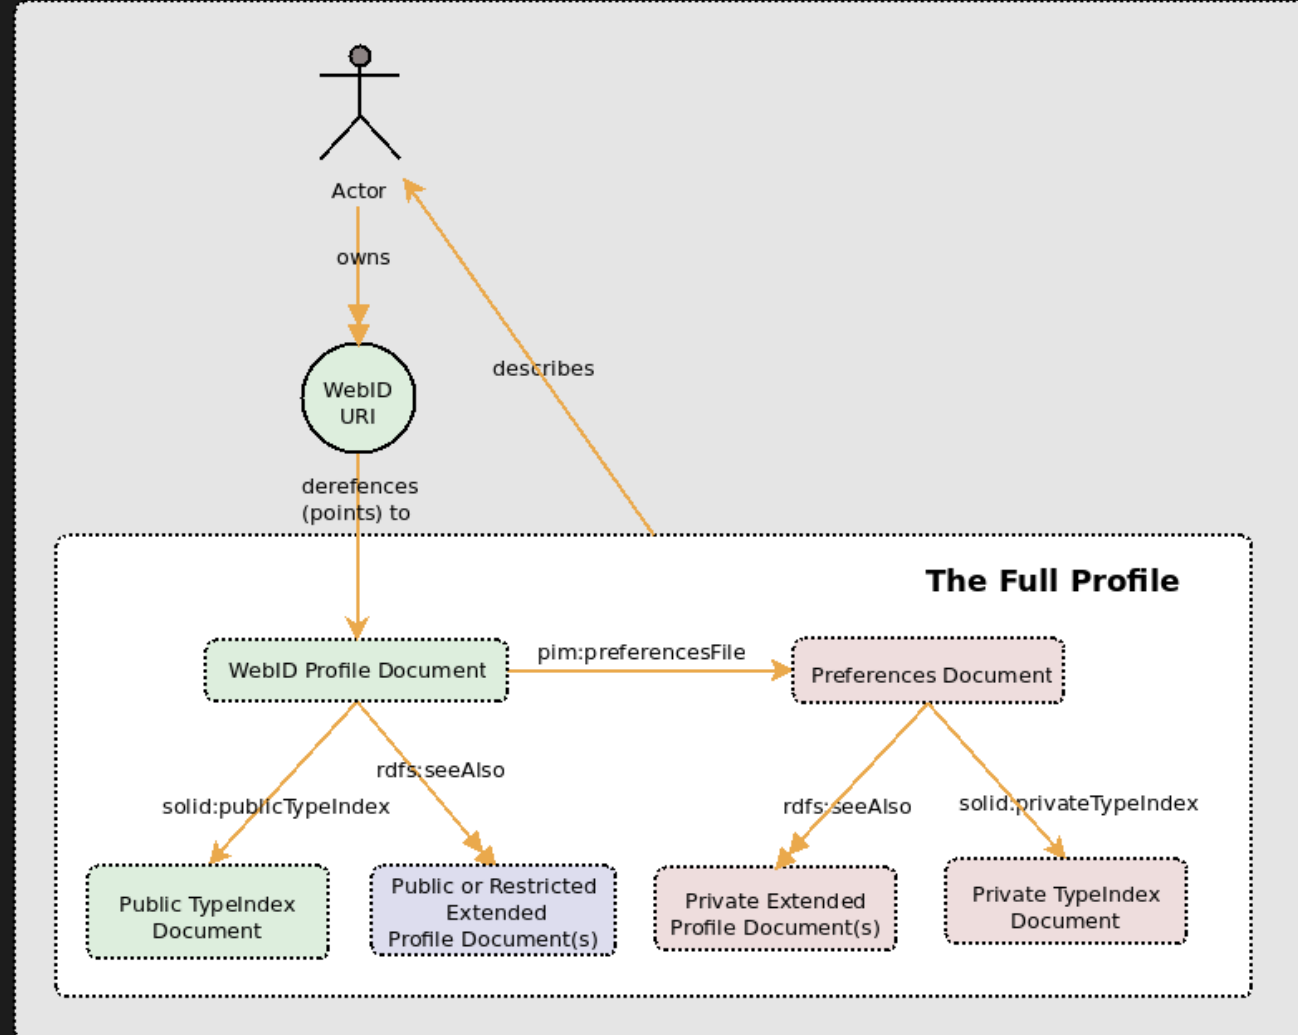 Actor
owns
describes
WebID
URI
derefences
(points) to
The Full Profile
WebID Profile Document
pim:preferencesFile
Preferences Document
rdfs:seeAlso
solid:publicTypeIndex
rdfs:seeAlso
solid:privateTypeIndex
Public TypeIndex
Document
Public or Restricted
Extended
Profile Document(s)
Private Extended
Profile Document(s)
Private TypeIndex
Document